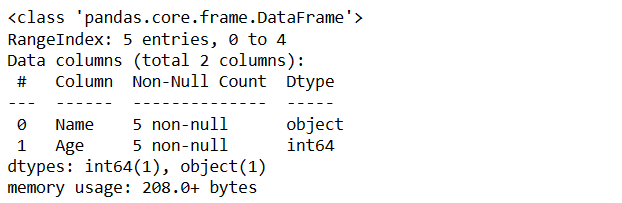 <class 'pandas.core.frame.DataFrame'>
RangeIndex: 5 entries, 0 to 4
Data columns (total 2 columns):
 #   Column  Non-Null Count  Dtype
---  ------  --------------  -----
 0   Name    5 non-null      object
 1   Age     5 non-null      int64
dtypes: int64(1), object(1)
memory usage: 208.0+ bytes